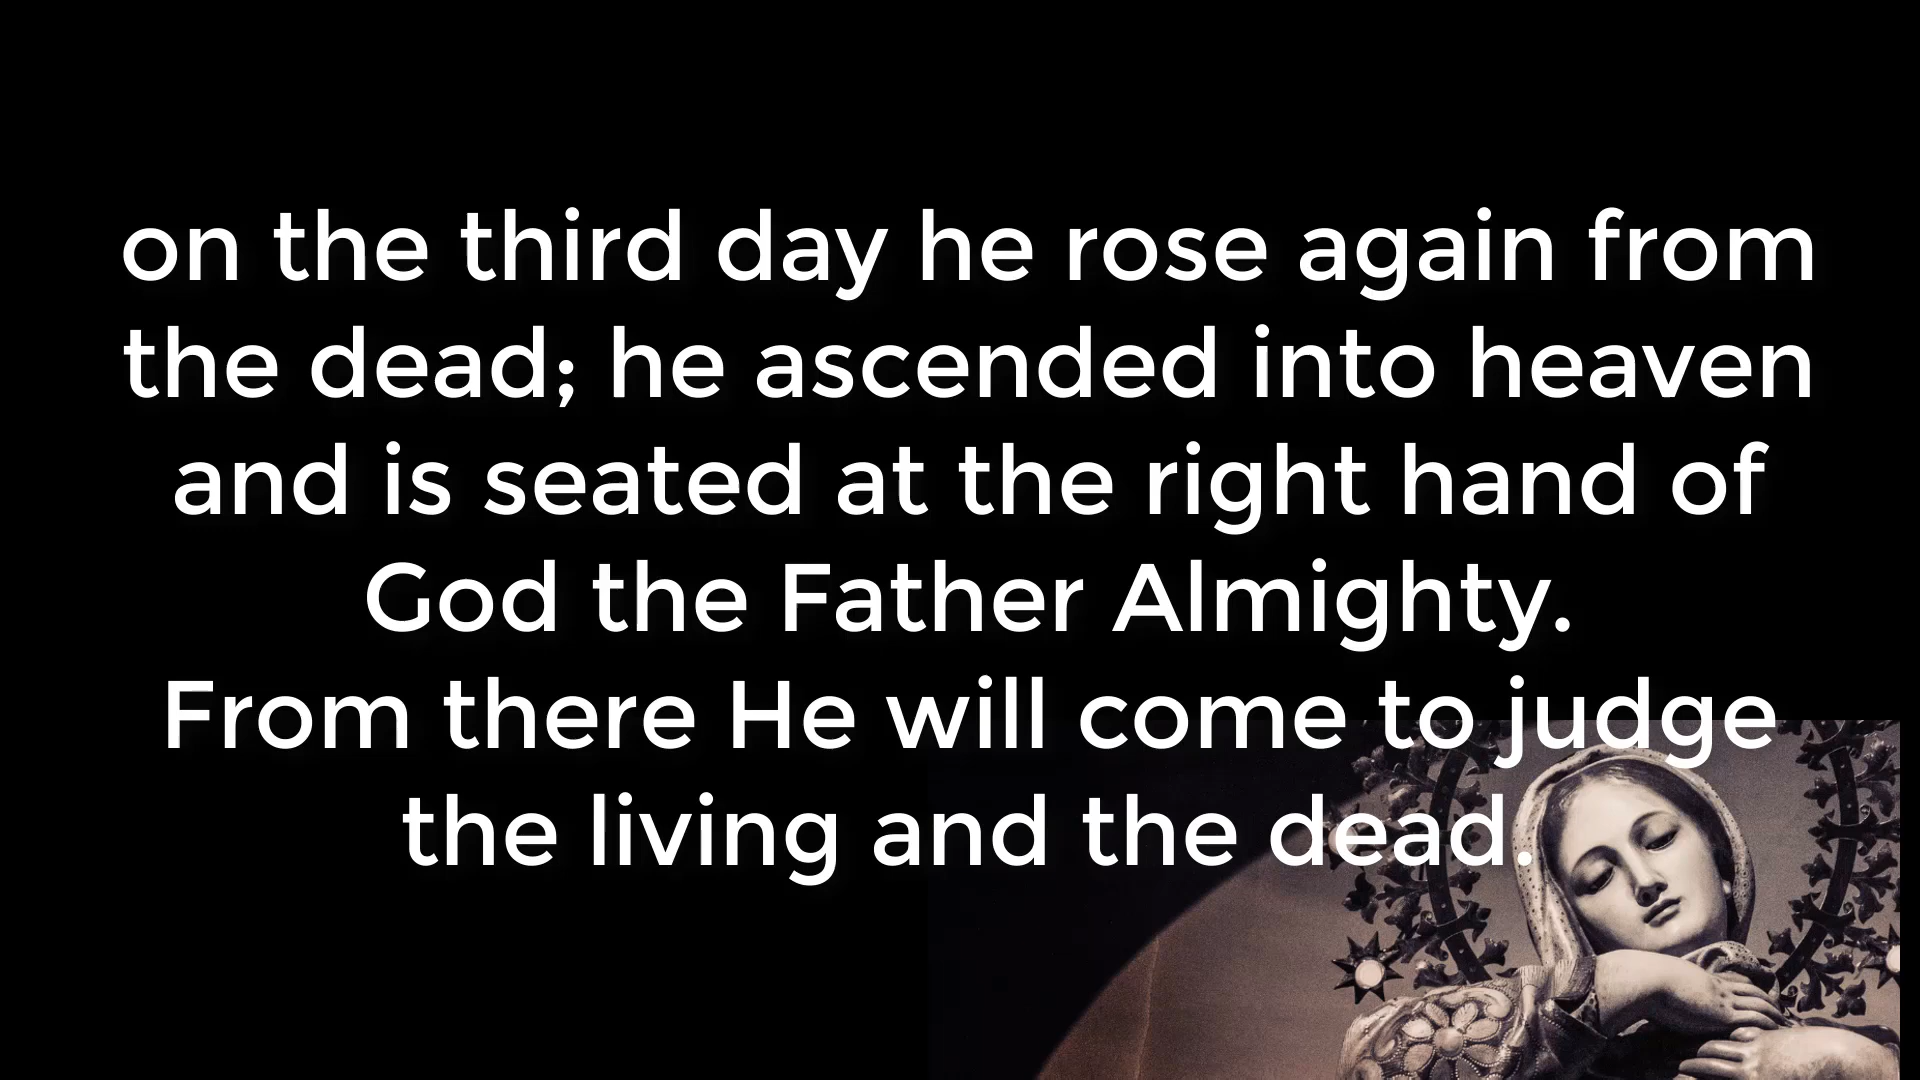 on the third day he rose again from
the dead; he ascended into heaven
and is seated at the right hand of
God the Father Almighty.
From there He will come to judge
the living and the dead.